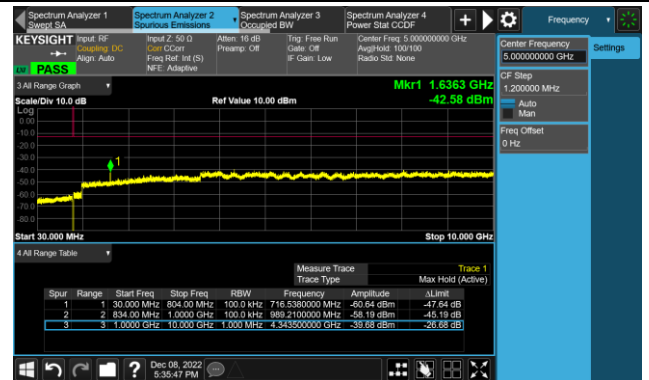 Spectrum Analyzer 1
Swept SA
Spectrum Analyzer 2
Spurious Emissions
Spectrum Analyzer 3
Occupied BW
Spectrum Analyzer 4
Power Stat CCDF
Frequency
KEYSIGHT
Input: RF
Coupling: DC
Align: Auto
Input Z: 50 Ω
Corr CCorr
Freq Ref: Int (S)
NFE: Adaptive
Atten: 16 dB
Preamp: Off
Trig: Free Run
Gate: Off
IF Gain: Low
Center Freq: 5.000000000 GHz
Avg|Hold: 100/100
Radio Std: None
LXI
PASS
Center Frequency
5.000000000 GHz
Settings
CF Step
1.200000 MHz
Auto
Man
Freq Offset
0 Hz
3 All Range Graph
Mkr1 1.6363 GHz
Scale/Div 10.0 dB
Ref Value 10.00 dBm
-42.58 dBm
Log
0.00
-10.0
-20.0
-30.0
-40.0
-50.0
-60.0
-70.0
-80.0
1
Start 30.000 MHz
Stop 10.000 GHz
4 All Range Table
Measure Trace Trace 1
Trace Type Max Hold (Active)
Spur Range Start Freq Stop Freq RBW Frequency Amplitude ΔLimit
1 1 30.000 MHz 804.00 MHz 100.0 kHz 716.5380000 MHz -60.64 dBm -47.64 dB
2 2 834.00 MHz 1.0000 GHz 100.0 kHz 989.2100000 MHz -58.19 dBm -45.19 dB
3 3 1.0000 GHz 10.000 GHz 1.000 MHz 4.343500000 GHz -39.68 dBm -26.68 dB
Dec 08, 2022
5:35:47 PM